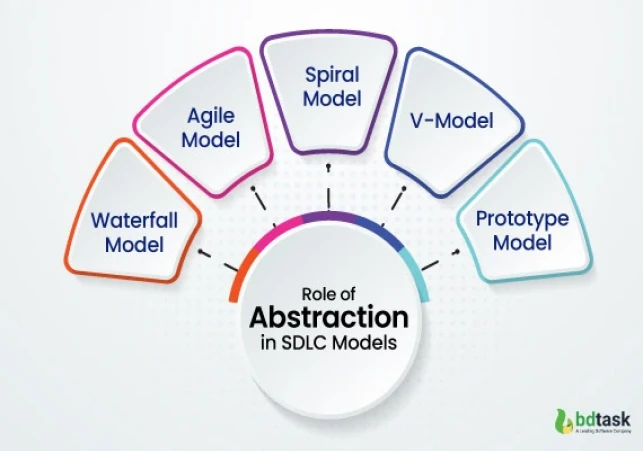 Waterfall
Model
Agile
Model
Spiral
Model
V-Model
Prototype
Model
Role of
Abstraction
in SDLC Models
bdtask
A Leading Software Company